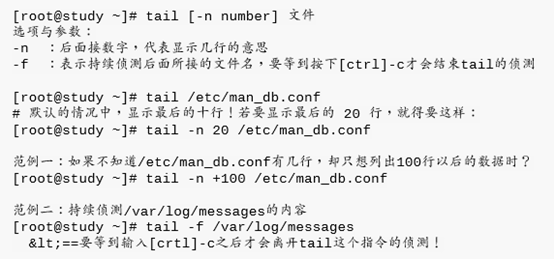 [root@study ~]# tail [-n number] 文件
选项与参数：
-n ：后面接数字，代表显示几行的意思
-f ：表示持续侦测后面所接的文件名，要等到按下[ctrl]-c才会结束tail的侦测
[root@study ~]# tail /etc/man_db.conf
# 默认的情况中，显示最后的十行！若要显示最后的 20 行，就得要这样：
[root@study ~]# tail -n 20 /etc/man_db.conf
范例一：如果不知道/etc/man_db.conf有几行，却只想列出100行以后的数据时？
[root@study ~]# tail -n +100 /etc/man_db.conf
范例二：持续侦测/var/log/messages的内容
[root@study ~]# tail -f /var/log/messages
&lt;==要等到输入[crtl]-c之后才会离开tail这个指令的侦测！